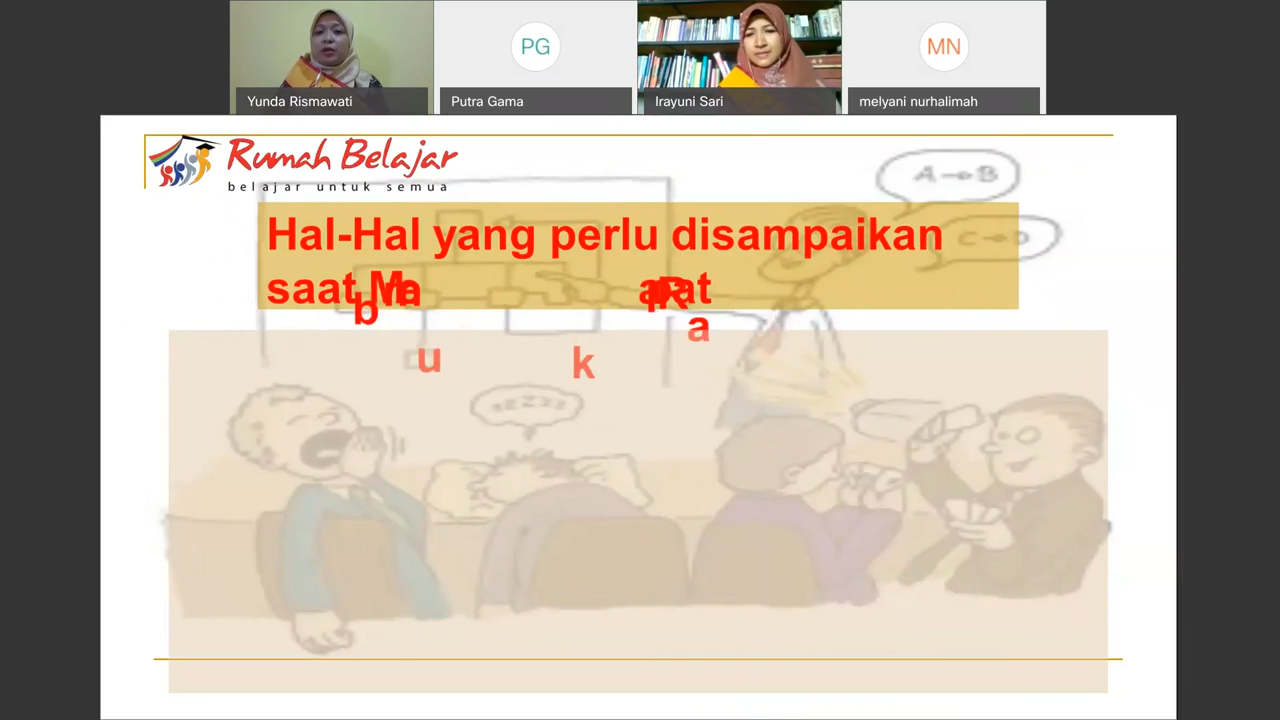 PG
MN
Yunda Rismawati
Putra Gama
Irayuni Sari
melyani nurhalimah
Rumah Belajar
belajar untuk semua
A → B
C → D
Hal-Hal yang perlu disampaikan
saat
u
k
a